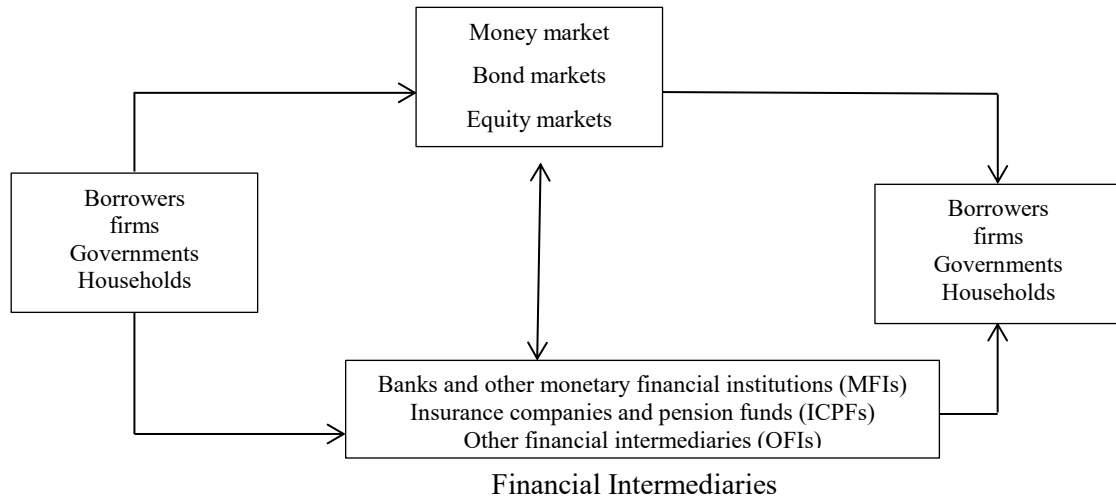 Money market
Bond markets
Equity markets
Borrowers
firms
Governments
Households
Borrowers
firms
Governments
Households
Banks and other monetary financial institutions (MFIs)
Insurance companies and pension funds (ICPFs)
Other financial intermediaries (OFIs)
Financial Intermediaries